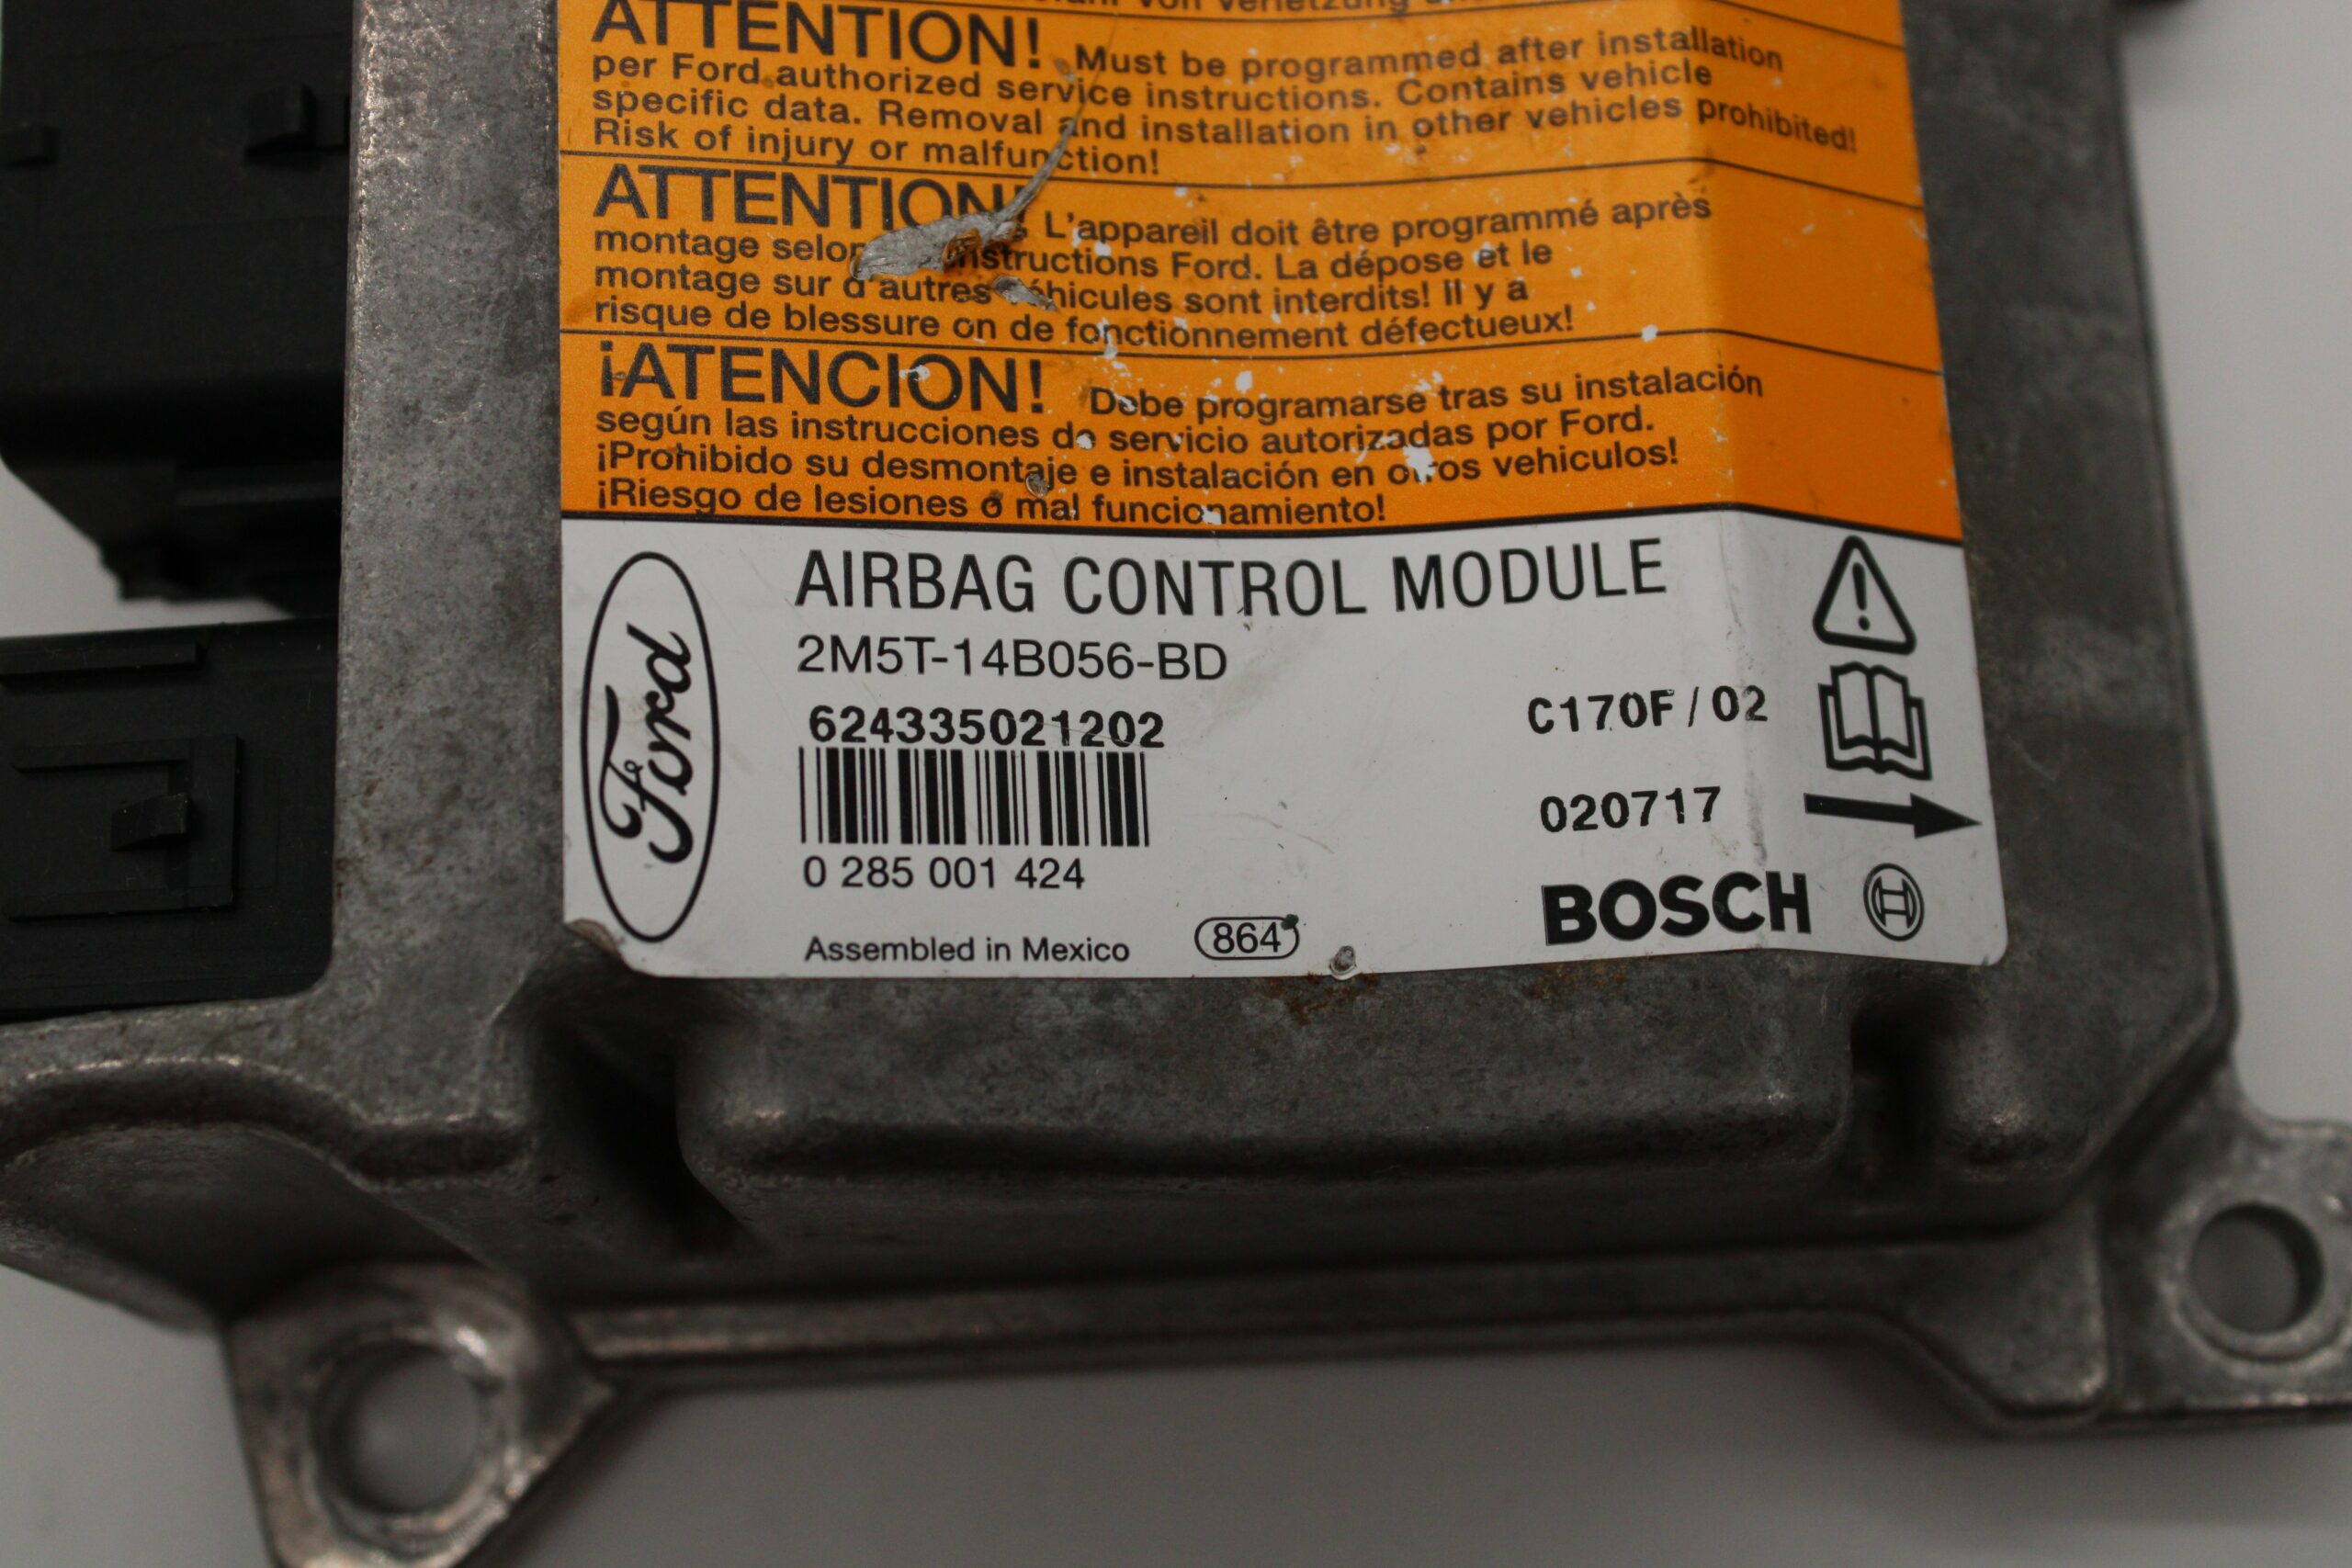 von Verletzung
ATTENTION! Must be programmed after installation
per Ford authorized service instructions. Contains vehicle
specific data. Removal and installation in other vehicles prohibited!
Risk of injury or malfunction!
ATTENTION! L'appareil doit être programmé après
montage selon instructions Ford. La dépose et le
montage sur d'autres véhicules sont interdits! Il y a
risque de blessure on de fonctionnement défectueux!
¡ATENCION! Debe programarse tras su instalación
según las instrucciones de servicio autorizadas por Ford.
¡Prohibido su desmontaje e instalación en otros vehiculos!
¡Riesgo de lesiones o mal funcionamiento!
Ford
AIRBAG CONTROL MODULE
2M5T-14B056-BD
624335021202
C170F/02
020717
0 285 001 424
BOSCH
Assembled in Mexico
864